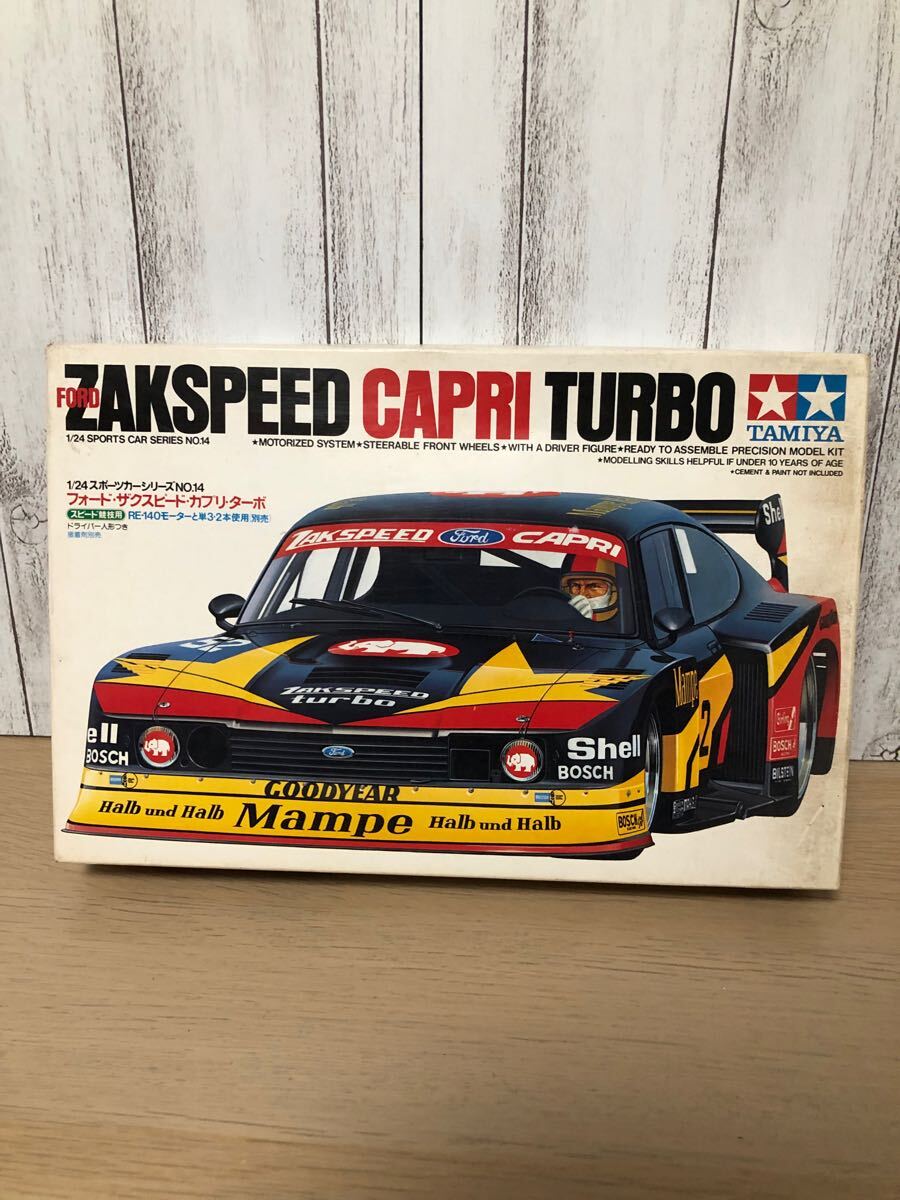 FORD ZAKSPEED CAPRI TURBO
TAMIYA
1/24 SPORTS CAR SERIES NO.14
★MOTORIZED SYSTEM★STEERABLE FRONT WHEELS★WITH A DRIVER FIGURE★READY TO ASSEMBLE PRECISION MODEL KIT
★MODELLING SKILLS HELPFUL IF UNDER 10 YEARS OF AGE
★CEMENT & PAINT NOT INCLUDED
1/24スポーツカーシリーズNO.14
フォード・ザクスピード・カプリ・ターボ
スピード競技用 RE-140モーターと単3・2本使用(別売)
ドライバー人形つき
接着剤別売
ZAKSPEED Ford CAPRI
Shell
52
Mampe
ZAKSPEED
turbo
Ford
ell
BOSCH
Shell
BOSCH
2
BOSCH
BILSTEIN
GOODYEAR
Halb und Halb Mampe Halb und Halb
BOSCH